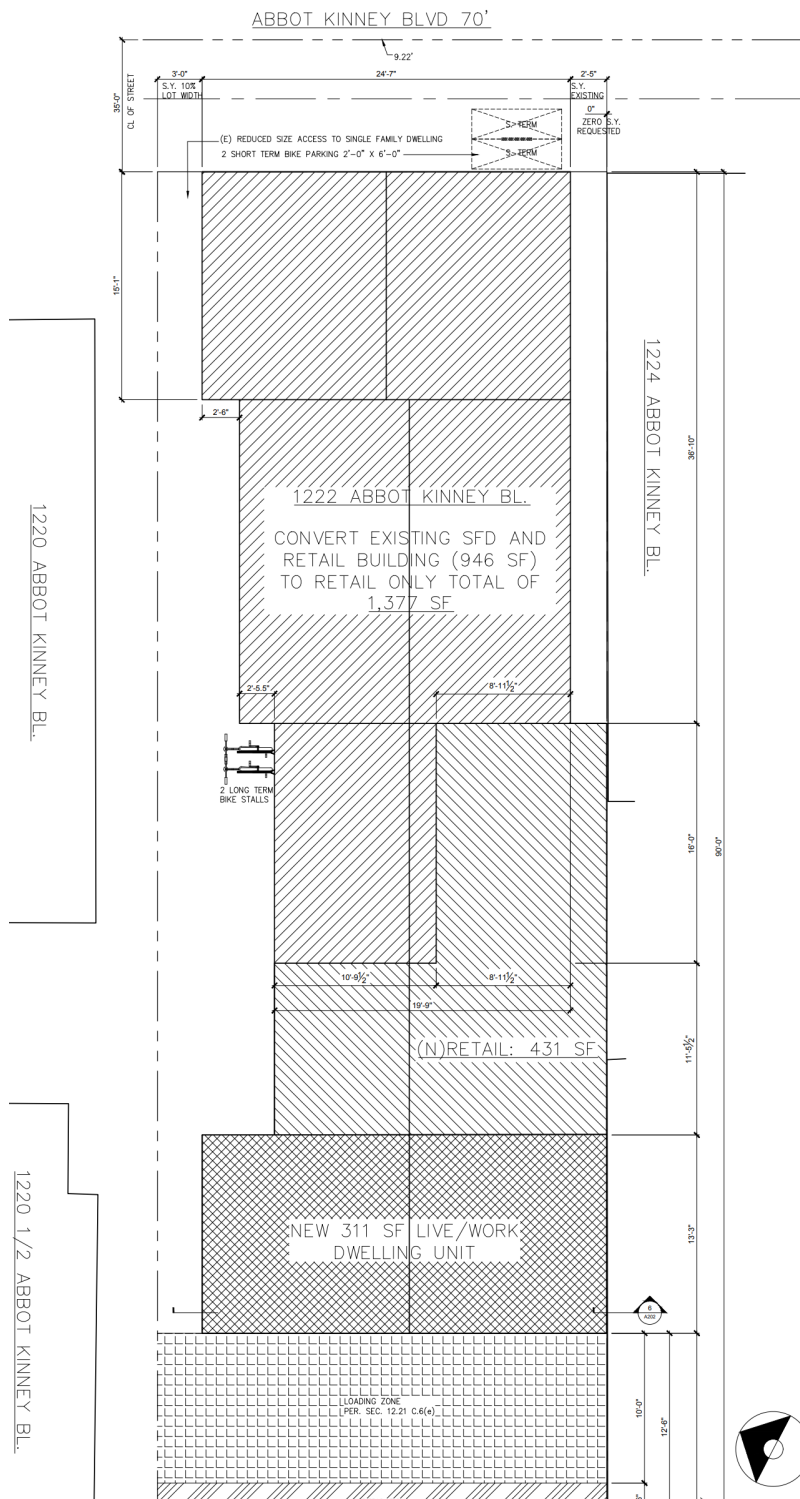 ABBOT KINNEY BLVD 70'
9.22'
3'-0"
24'-7"
2'-5"
S.Y. 10%
LOT WIDTH
S.Y.
EXISTING
35'-0"
CL OF STREET
0"
ZERO S.Y.
REQUESTED
S-TERM
S-TERM
(E) REDUCED SIZE ACCESS TO SINGLE FAMILY DWELLING
2 SHORT TERM BIKE PARKING 2'-0" X 6'-0"
15'-1"
2'-6"
1220 ABBOT KINNEY BL.
1222 ABBOT KINNEY BL.
CONVERT EXISTING SFD AND
RETAIL BUILDING (946 SF)
TO RETAIL ONLY TOTAL OF
1,377 SF
1224 ABBOT KINNEY BL.
36'-10"
2'-5.5"
8'-11½"
2 LONG TERM
BIKE STALLS
16'-0"
90'-0"
10'-9½"
8'-11½"
19'-9"
(N)RETAIL: 431 SF
11'-5½"
1220 1/2 ABBOT KINNEY BL.
NEW 311 SF LIVE/WORK
DWELLING UNIT
13'-3"
6
A202
LOADING ZONE
PER. SEC. 12.21 C.6(e)
10'-0"
12'-6"